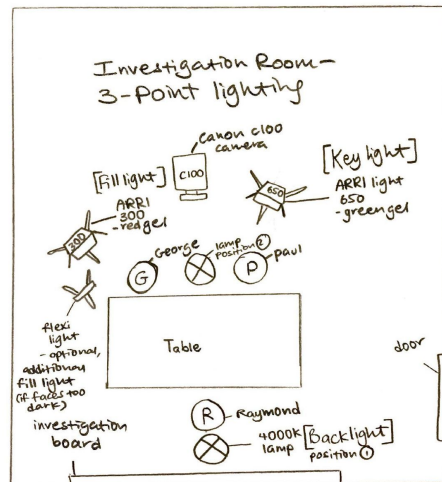 Investigation Room-
3-Point lighting
Canon C100
camera
C100
[Fill light]
ARRI
300
-red gel
300
[Key light]
ARRI light
650
-green gel
650
George
G
lamp
position ②
Paul
P
flexi
light
- optional,
additional
fill light
(if faces too
dark)
Table
door
R
Raymond
4000K
lamp
[Backlight]
position ①
investigation
board